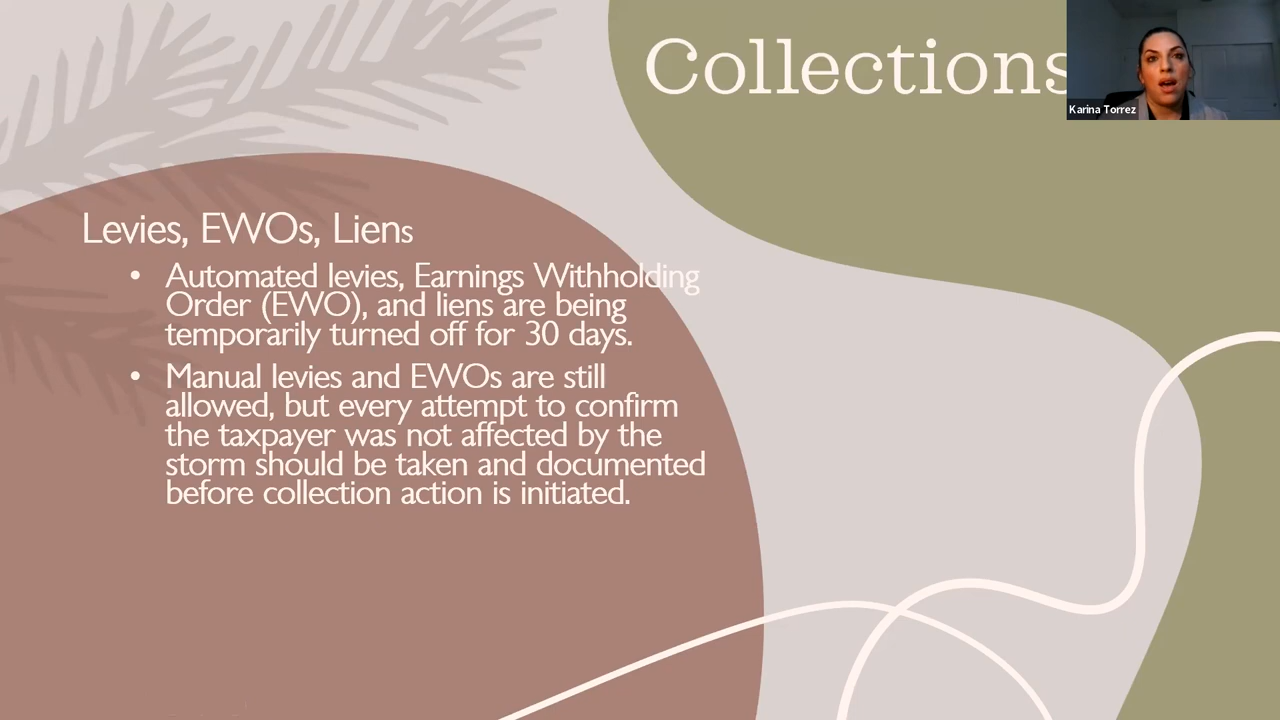 Collections
Karina Torrez
Levies, EWOs, Liens
• Automated levies, Earnings Withholding
Order (EWO), and liens are being
temporarily turned off for 30 days.
• Manual levies and EWOs are still
allowed, but every attempt to confirm
the taxpayer was not affected by the
storm should be taken and documented
before collection action is initiated.